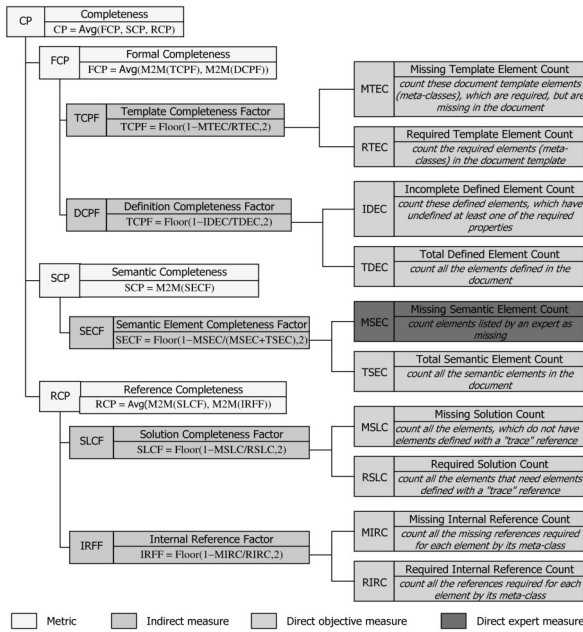 CP
Completeness
CP = Avg(FCP, SCP, RCP)
FCP
Formal Completeness
FCP = Avg(M2M(TCPF), M2M(DCPF))
TCPF
Template Completeness Factor
TCPF = Floor(1−MTEC/RTEC,2)
MTEC
Missing Template Element Count
count these document template elements
(meta-classes), which are required, but are
missing in the document
RTEC
Required Template Element Count
count the required elements (meta-
classes) in the document template
DCPF
Definition Completeness Factor
TCPF = Floor(1−IDEC/TDEC,2)
IDEC
Incomplete Defined Element Count
count these defined elements, which have
undefined at least one of the required
properties
TDEC
Total Defined Element Count
count all the elements defined in the
document
SCP
Semantic Completeness
SCP = M2M(SECF)
SECF
Semantic Element Completeness Factor
SECF = Floor(1−MSEC/(MSEC+TSEC),2)
MSEC
Missing Semantic Element Count
count elements listed by an expert as
missing
TSEC
Total Semantic Element Count
count all the semantic elements in the
document
RCP
Reference Completeness
RCP = Avg(M2M(SLCF), M2M(IRFF))
SLCF
Solution Completeness Factor
SLCF = Floor(1−MSLC/RSLC,2)
MSLC
Missing Solution Count
count all the elements, which do not have
elements defined with a "trace" reference
RSLC
Required Solution Count
count all the elements that need elements
defined with a "trace" reference
IRFF
Internal Reference Factor
IRFF = Floor(1−MIRC/RIRC,2)
MIRC
Missing Internal Reference Count
count all the missing references required
for each element by its meta-class
RIRC
Required Internal Reference Count
count all the references required for each
element by its meta-class
Metric
Indirect measure
Direct objective measure
Direct expert measure